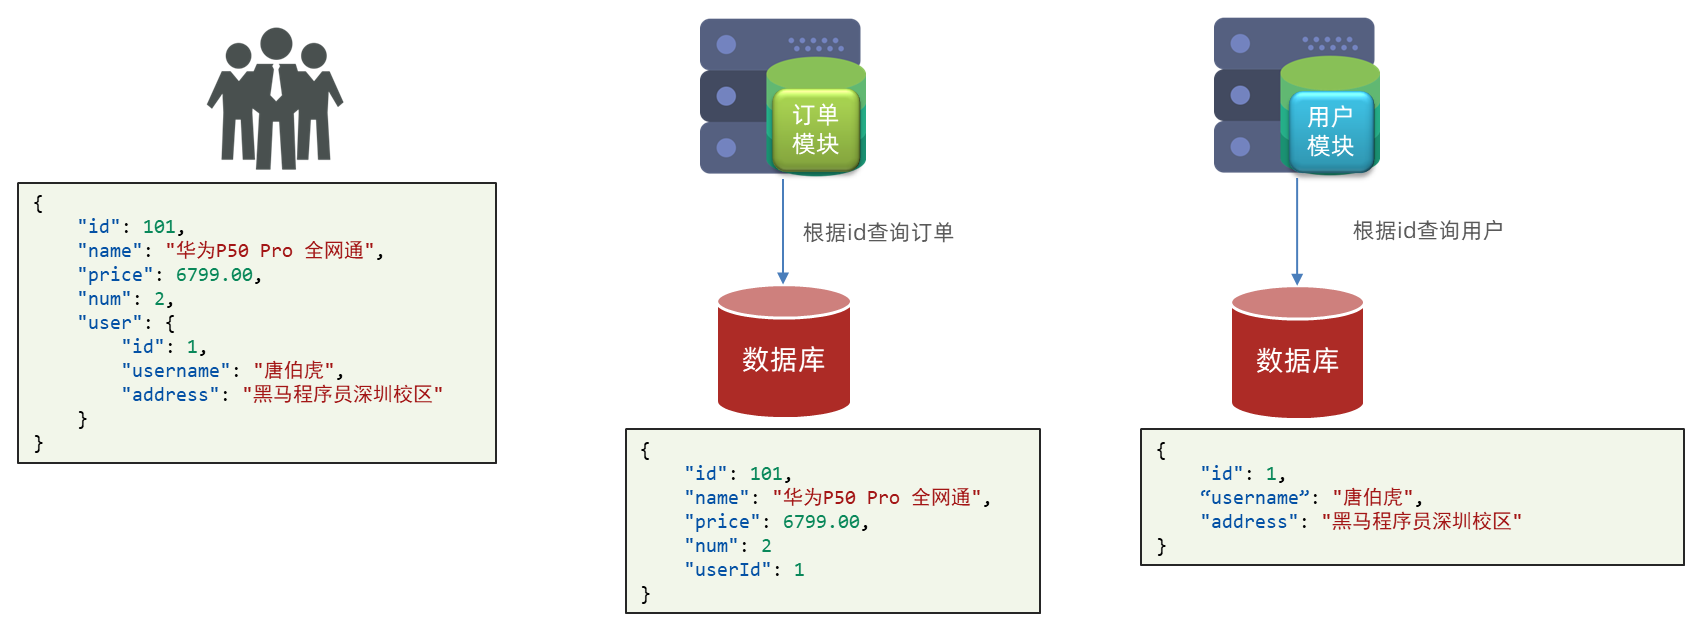 {
    "id": 101,
    "name": "华为P50 Pro 全网通",
    "price": 6799.00,
    "num": 2,
    "user": {
        "id": 1,
        "username": "唐伯虎",
        "address": "黑马程序员深圳校区"
    }
}
订单
模块
根据id查询订单
数据库
{
    "id": 101,
    "name": "华为P50 Pro 全网通",
    "price": 6799.00,
    "num": 2
    "userId": 1
}
用户
模块
根据id查询用户
数据库
{
    "id": 1,
    “username”: "唐伯虎",
    "address": "黑马程序员深圳校区"
}